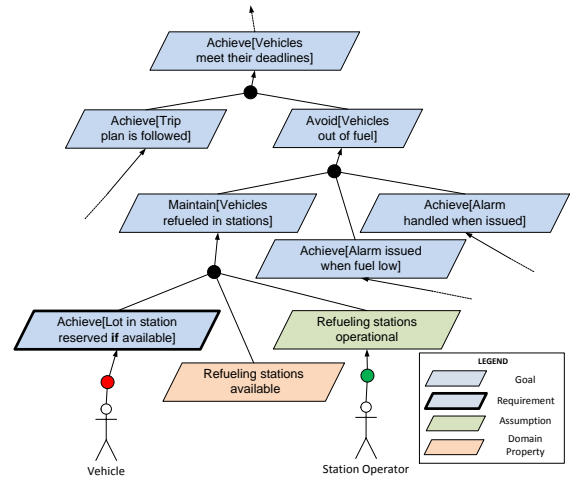 Achieve[Vehicles
meet their deadlines]
Achieve[Trip
plan is followed]
Avoid[Vehicles
out of fuel]
Maintain[Vehicles
refueled in stations]
Achieve[Alarm
handled when issued]
Achieve[Alarm issued
when fuel low]
Achieve[Lot in station
reserved if available]
Refueling stations
operational
Refueling stations
available
Vehicle
Station Operator
LEGEND
Goal
Requirement
Assumption
Domain
Property